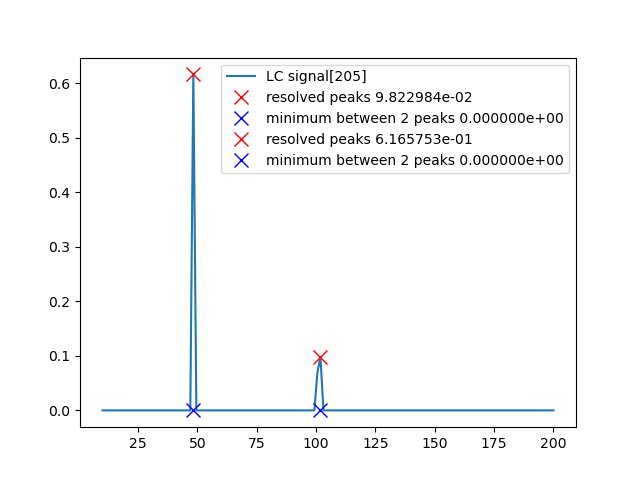 LC signal[205]
resolved peaks 9.822984e-02
minimum between 2 peaks 0.000000e+00
resolved peaks 6.165753e-01
minimum between 2 peaks 0.000000e+00
0.6
0.5
0.4
0.3
0.2
0.1
0.0
25 50 75 100 125 150 175 200